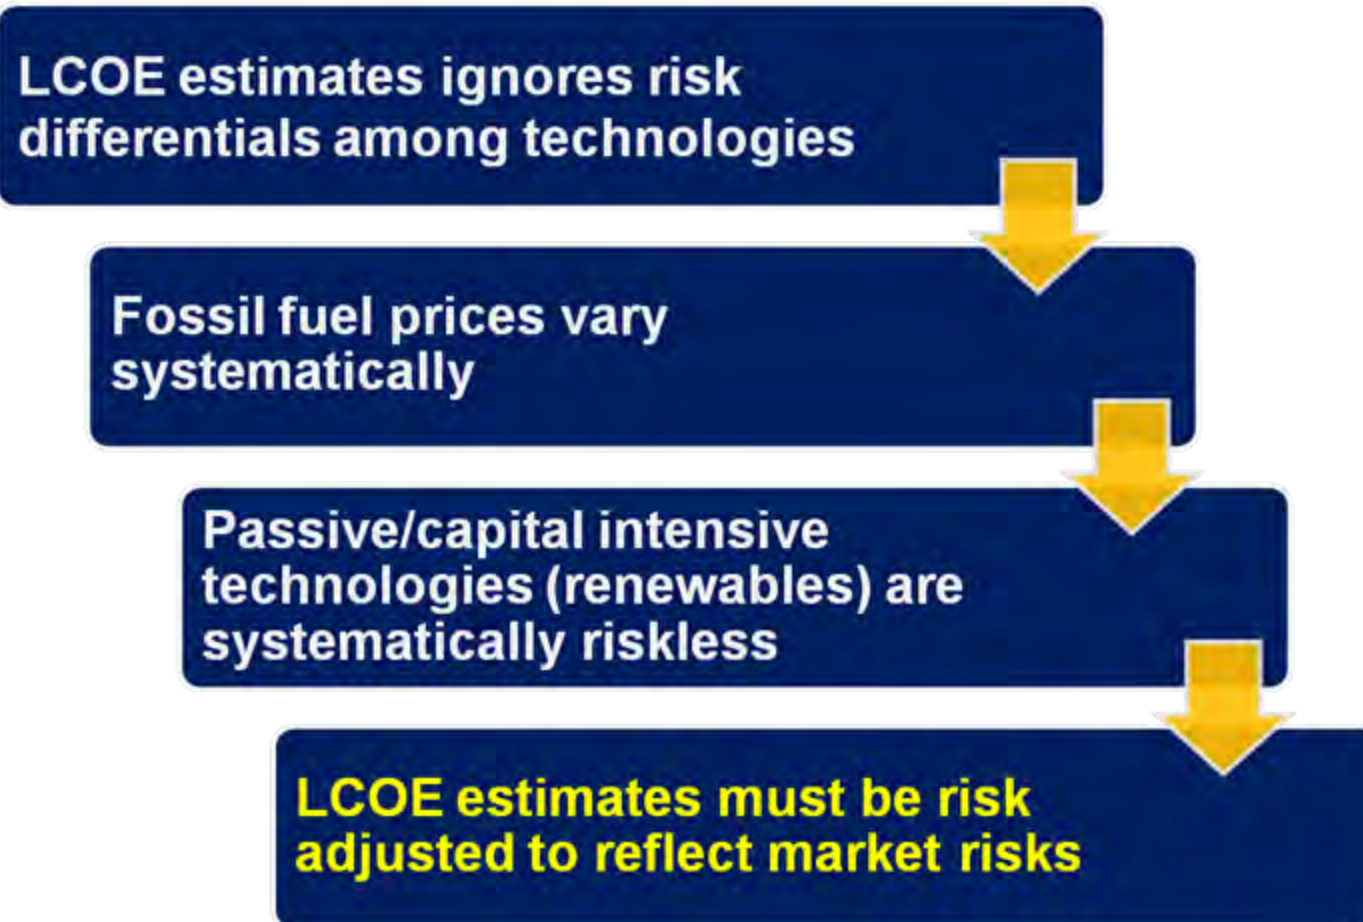 LCOE estimates ignores risk
differentials among technologies
Fossil fuel prices vary
systematically
Passive/capital intensive
technologies (renewables) are
systematically riskless
LCOE estimates must be risk
adjusted to reflect market risks